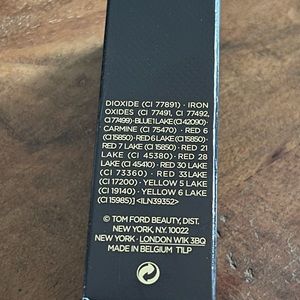 DIOXIDE (CI 77891) · IRON
OXIDES (CI 77491, CI 77492,
CI 77499) · BLUE 1 LAKE (CI 42090) ·
CARMINE (CI 75470) · RED 6
(CI 15850) · RED 6 LAKE (CI 15850) ·
RED 7 LAKE (CI 15850) · RED 21
LAKE (CI 45380) · RED 28
LAKE (CI 45410) · RED 30 LAKE
(CI 73360) · RED 33 LAKE
(CI 17200) · YELLOW 5 LAKE
(CI 19140) · YELLOW 6 LAKE
(CI 15985)] <ILN39352>
© TOM FORD BEAUTY, DIST.
NEW YORK, N.Y. 10022
NEW YORK · LONDON W1K 3BQ
MADE IN BELGIUM TILP